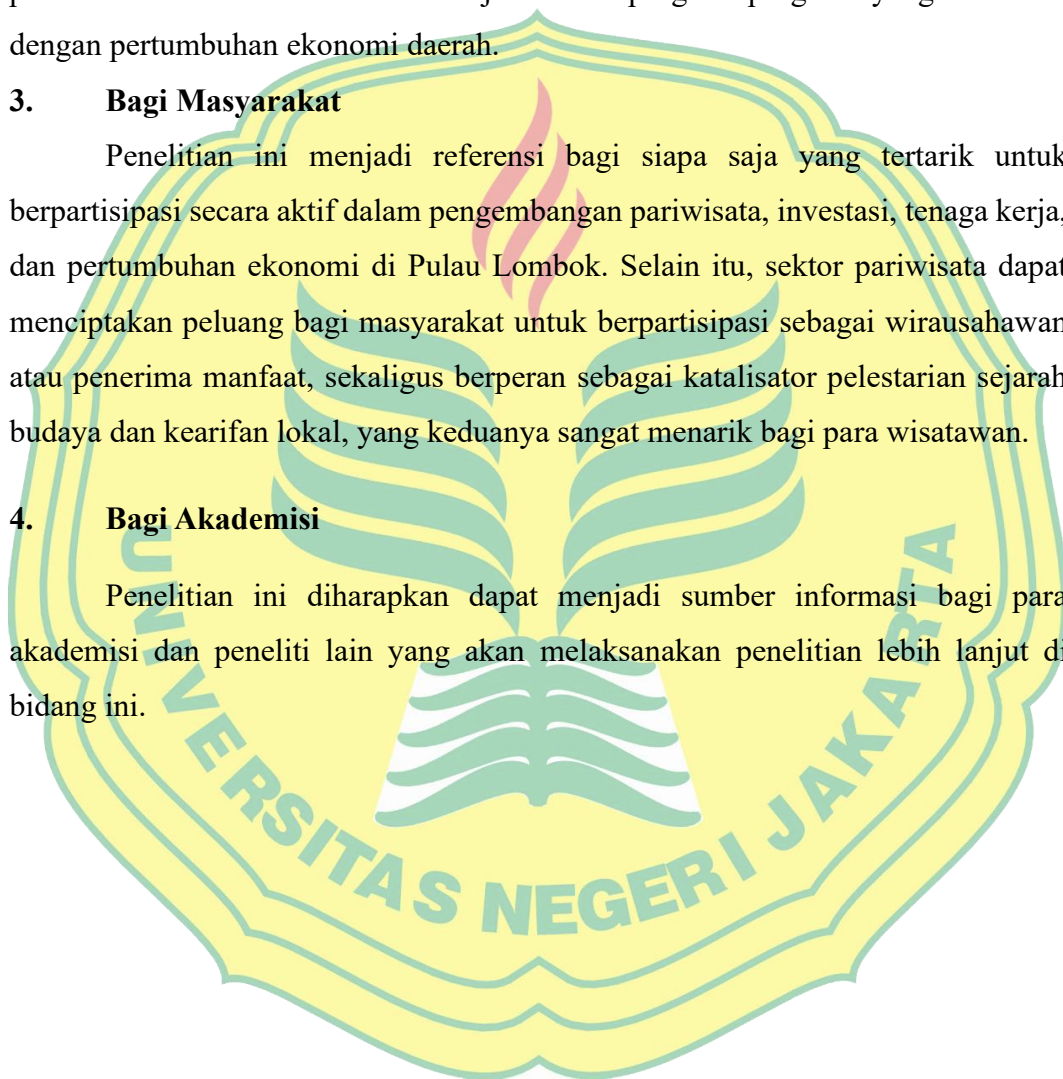 dengan pertumbuhan ekonomi daerah.
3. Bagi Masyarakat
Penelitian ini menjadi referensi bagi siapa saja yang tertarik untuk
berpartisipasi secara aktif dalam pengembangan pariwisata, investasi, tenaga kerja,
dan pertumbuhan ekonomi di Pulau Lombok. Selain itu, sektor pariwisata dapat
menciptakan peluang bagi masyarakat untuk berpartisipasi sebagai wirausahawan
atau penerima manfaat, sekaligus berperan sebagai katalisator pelestarian sejarah
budaya dan kearifan lokal, yang keduanya sangat menarik bagi para wisatawan.
4. Bagi Akademisi
Penelitian ini diharapkan dapat menjadi sumber informasi bagi para
akademisi dan peneliti lain yang akan melaksanakan penelitian lebih lanjut di
bidang ini.
UNIVERSITAS NEGERI JAKARTA